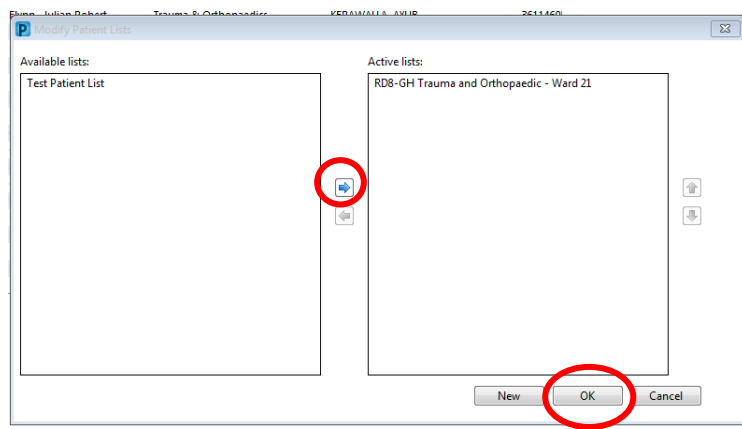 Modify Patient Lists
Available lists:
Active lists:
Test Patient List
RD8-GH Trauma and Orthopaedic - Ward 21
New
OK
Cancel